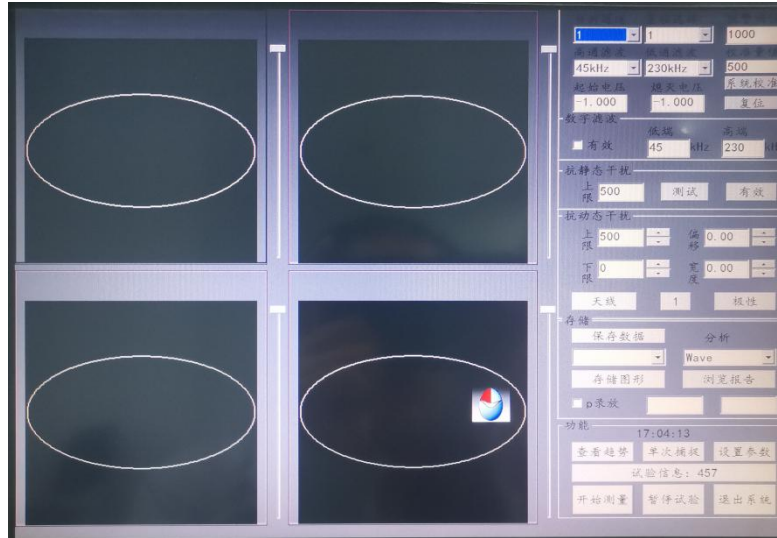 1 1 1000
高通滤波 低通滤波
45kHz 230kHz 500
起始电压 熄灭电压 系统校准
-1.000 -1.000 复位
数字滤波
低端 高端
有效 45 kHz 230 kH
抗静态干扰
上限 500 测试 有效
抗动态干扰
上限 500 偏移 0.00
下限 0 宽度 0.00
天线 1 极性
存储
保存数据 分析
Wave
存储图形 浏览报告
p录放
功能
17:04:13
查看趋势 单次捕捉 设置参数
试验信息: 457
开始测量 暂停试验 退出系统